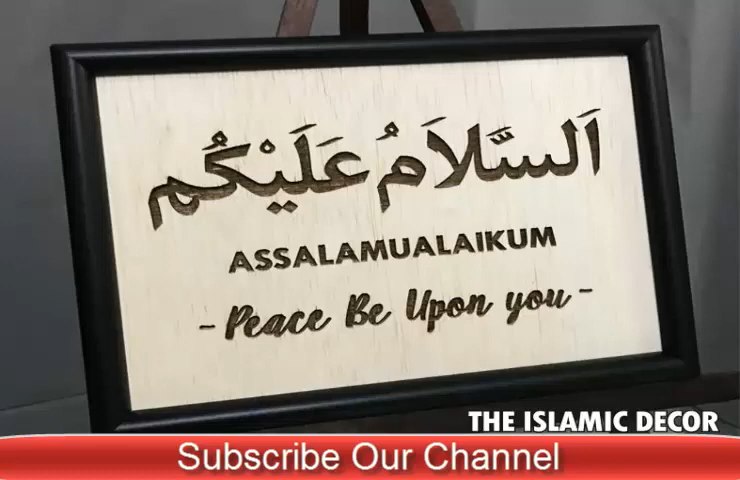 اَلسَّلَامُ عَلَيْكُم
ASSALAMUALAIKUM
- Peace Be Upon you -
THE ISLAMIC DECOR
Subscribe Our Channel